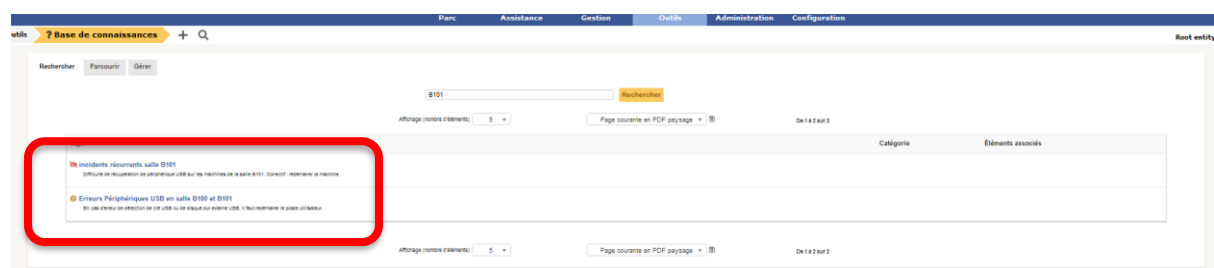 Parc Assistance Gestion Outils Administration Configuration
utils ? Base de connaissances + Root entity
Rechercher Parcourir Gérer
B101 Rechercher
Affichage (nombre d'éléments) 5 Page courante en PDF paysage De 1 à 2 sur 2
Catégorie Éléments associés
incidents récurrents salle B101
Difficulté de récupération de périphérique USB sur les machines de la salle B101. Correctif : redémarrer la machine
Erreurs Périphériques USB en salle B100 et B101
En cas d'erreur de détection de clé USB ou de disque dur externe USB, il faut redémarrer le poste utilisateur.
Affichage (nombre d'éléments) 5 Page courante en PDF paysage De 1 à 2 sur 2